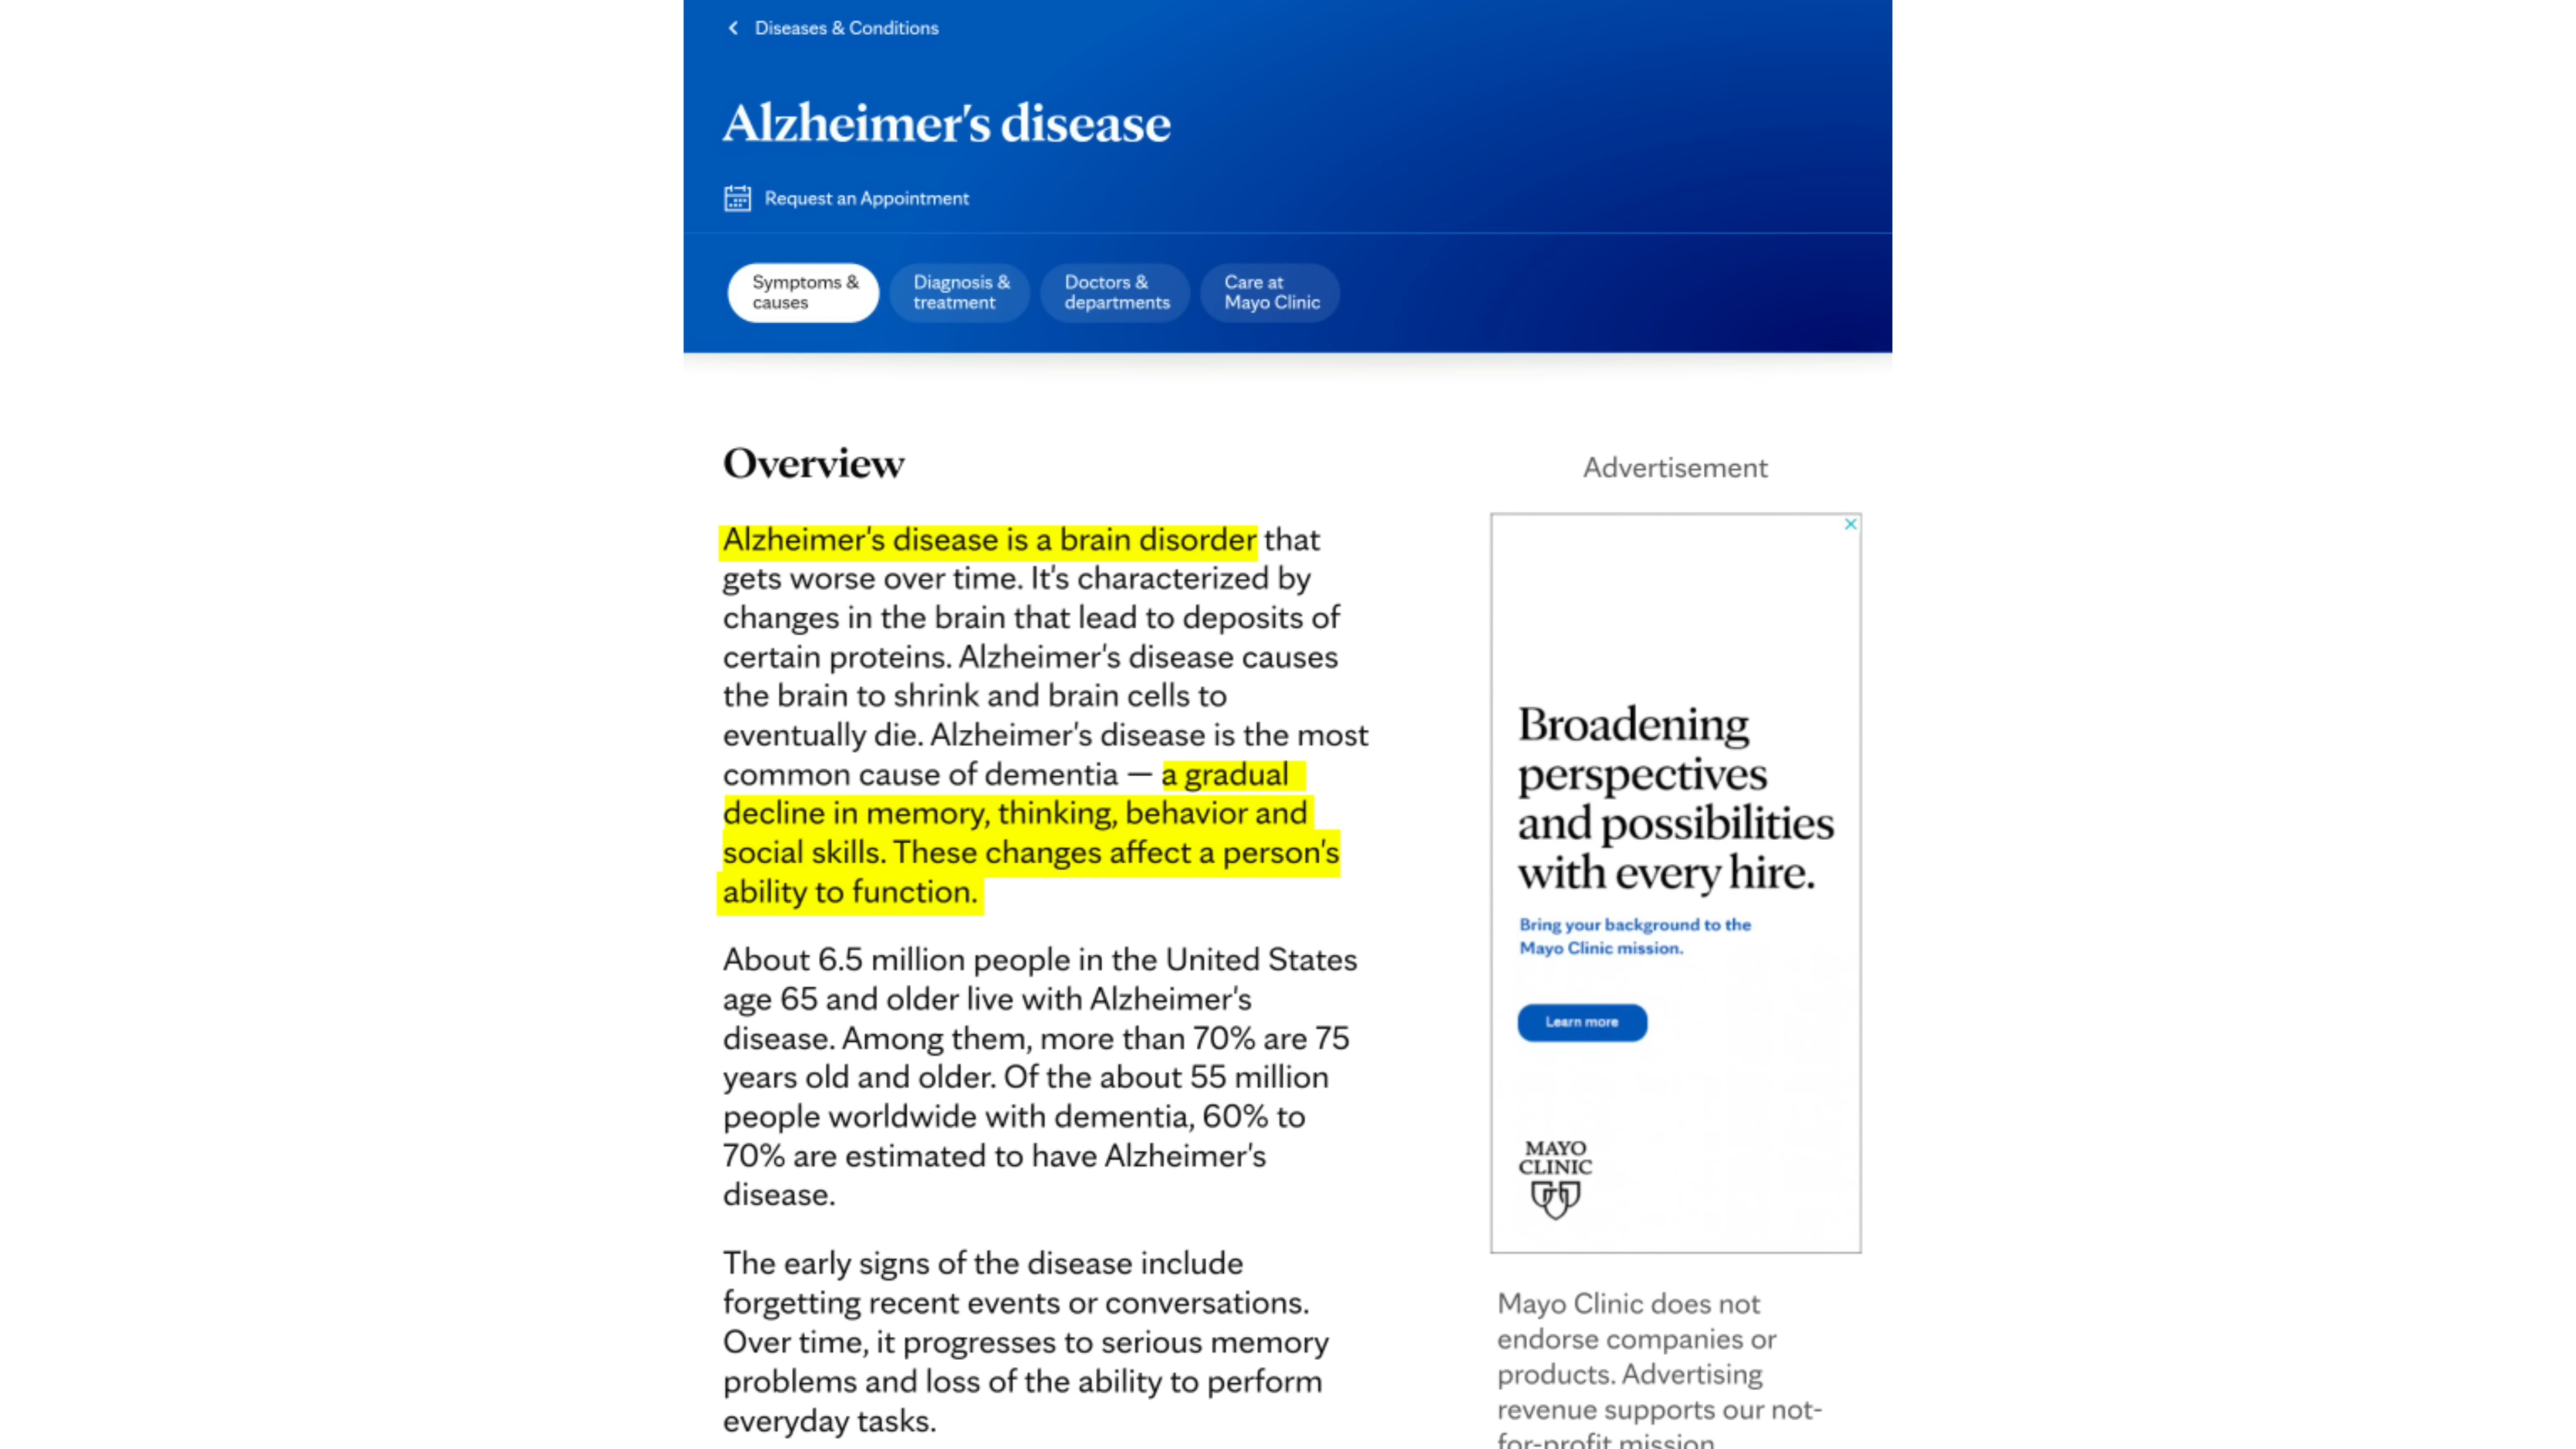 Diseases & Conditions
Alzheimer's disease
Request an Appointment
Symptoms &
causes
Diagnosis &
treatment
Doctors &
departments
Care at
Mayo Clinic
Overview
Alzheimer's disease is a brain disorder that
gets worse over time. It's characterized by
changes in the brain that lead to deposits of
certain proteins. Alzheimer's disease causes
the brain to shrink and brain cells to
eventually die. Alzheimer's disease is the most
common cause of dementia — a gradual
decline in memory, thinking, behavior and
social skills. These changes affect a person's
ability to function.
About 6.5 million people in the United States
age 65 and older live with Alzheimer's
disease. Among them, more than 70% are 75
years old and older. Of the about 55 million
people worldwide with dementia, 60% to
70% are estimated to have Alzheimer's
disease.
The early signs of the disease include
forgetting recent events or conversations.
Over time, it progresses to serious memory
problems and loss of the ability to perform
everyday tasks.
Advertisement
Broadening
perspectives
and possibilities
with every hire.
Bring your background to the
Mayo Clinic mission.
Learn more
MAYO
CLINIC
Mayo Clinic does not
endorse companies or
products. Advertising
revenue supports our not-
for-profit mission